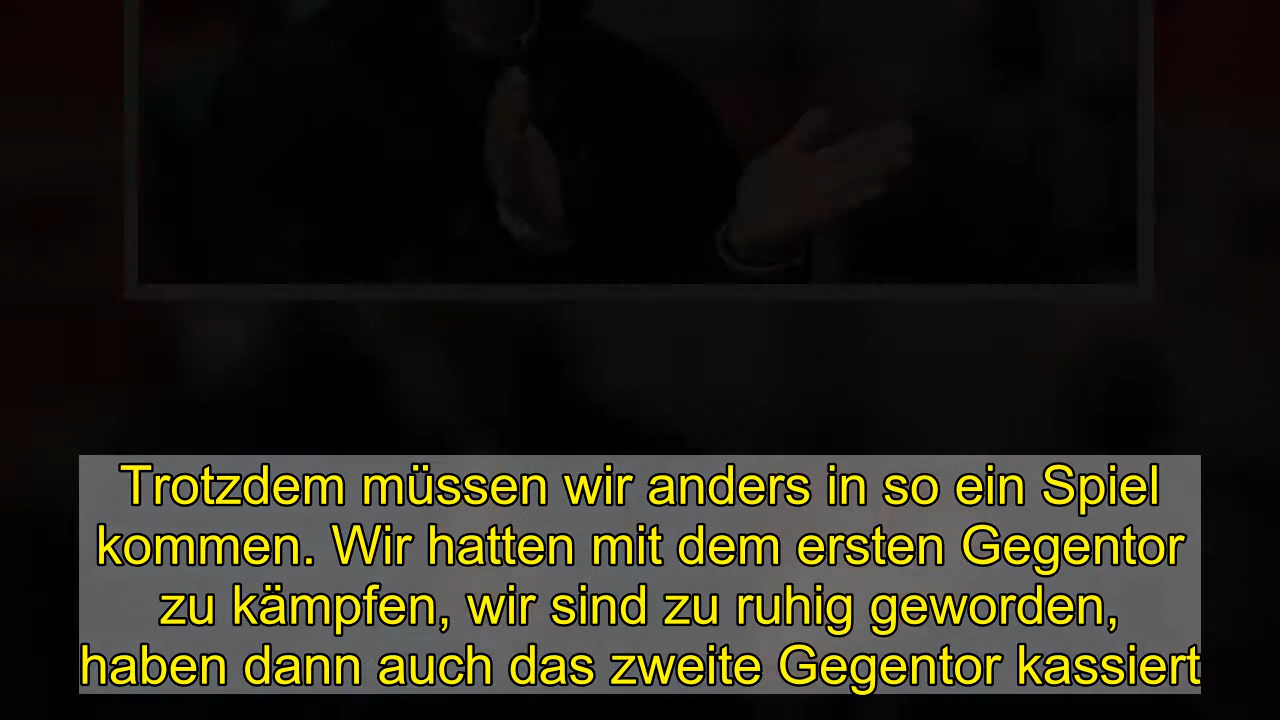 Trotzdem müssen wir anders in so ein Spiel
kommen. Wir hatten mit dem ersten Gegentor
zu kämpfen, wir sind zu ruhig geworden,
haben dann auch das zweite Gegentor kassiert